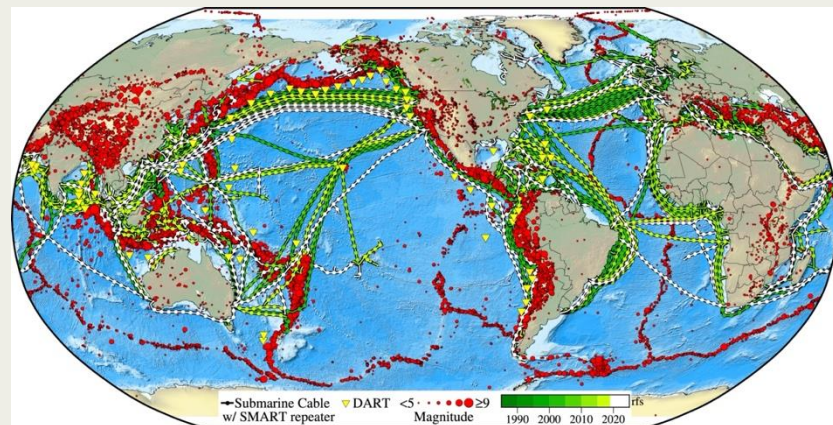 Submarine Cable
w/ SMART repeater
DART
<5
≥9
Magnitude
1990 2000 2010 2020
rfs